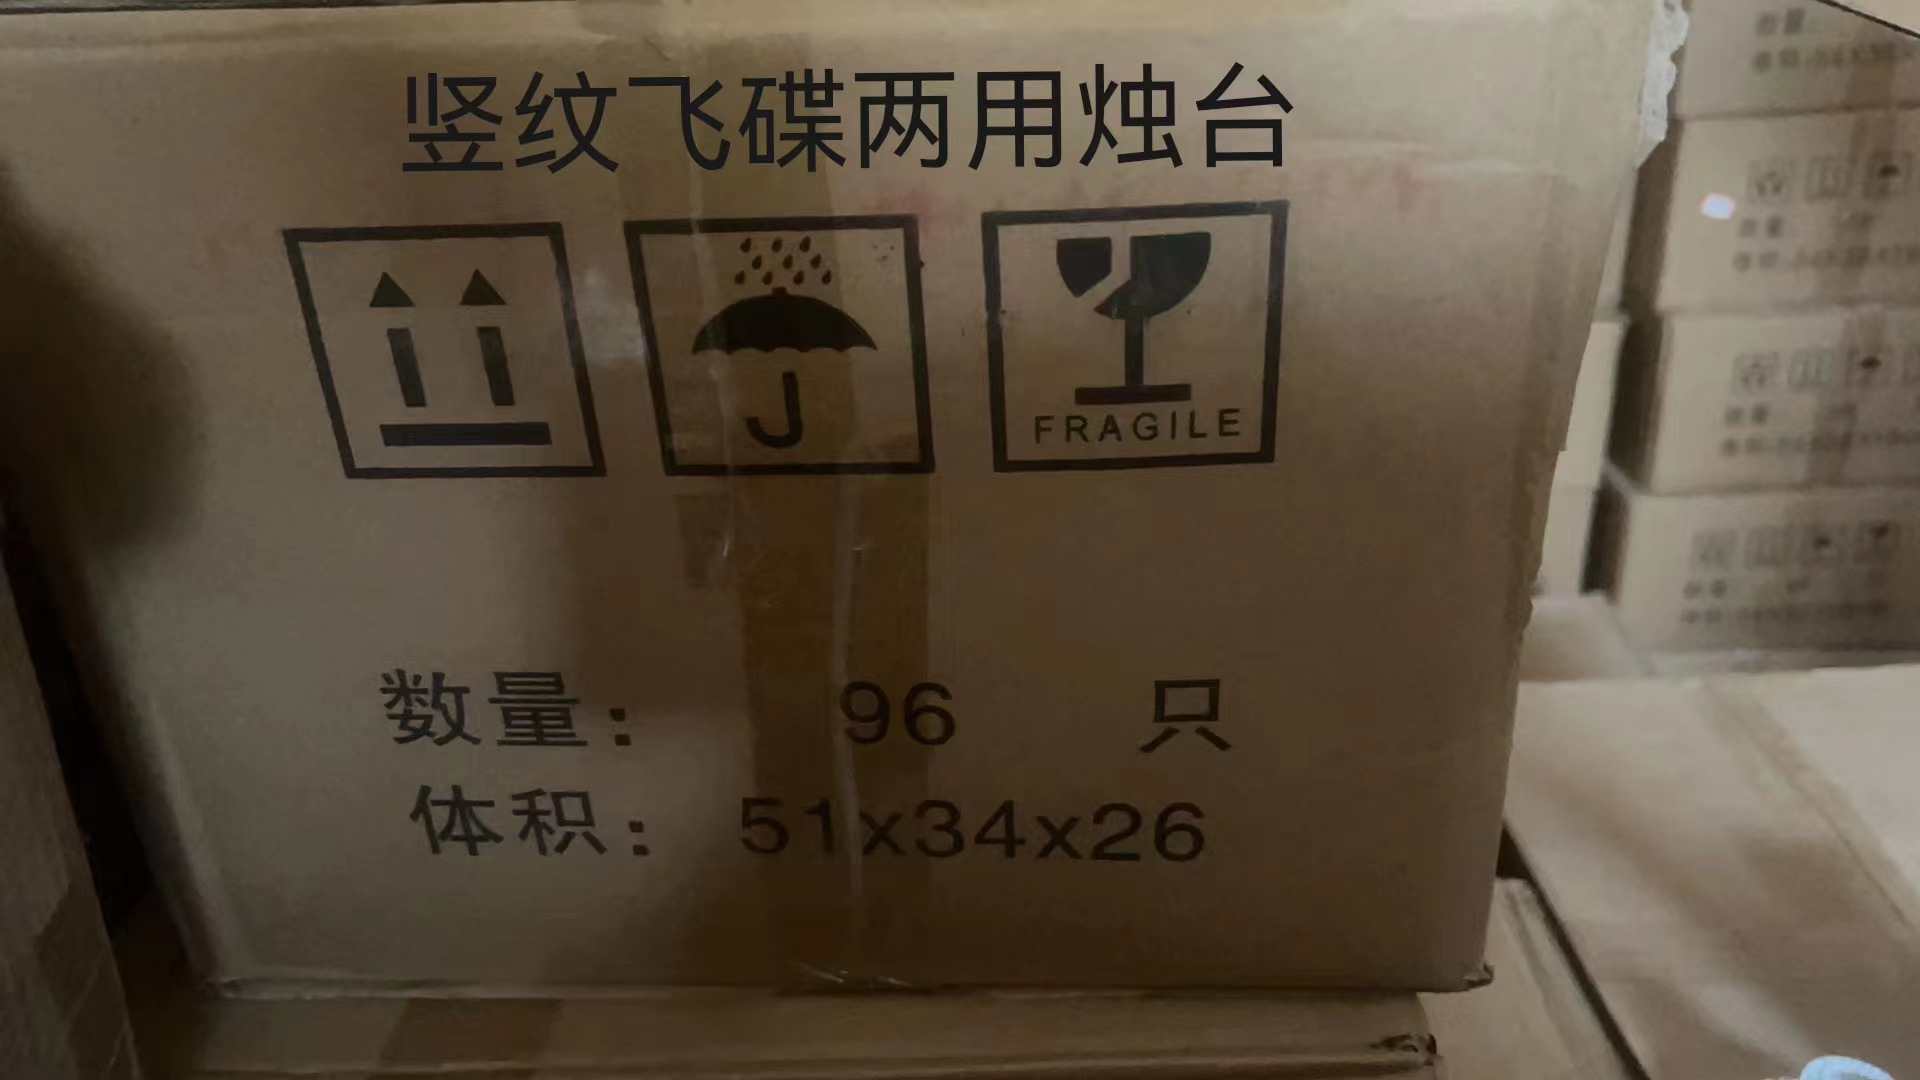 竖纹飞碟两用烛台
FRAGILE
数量： 96 只
体积：51x34x26